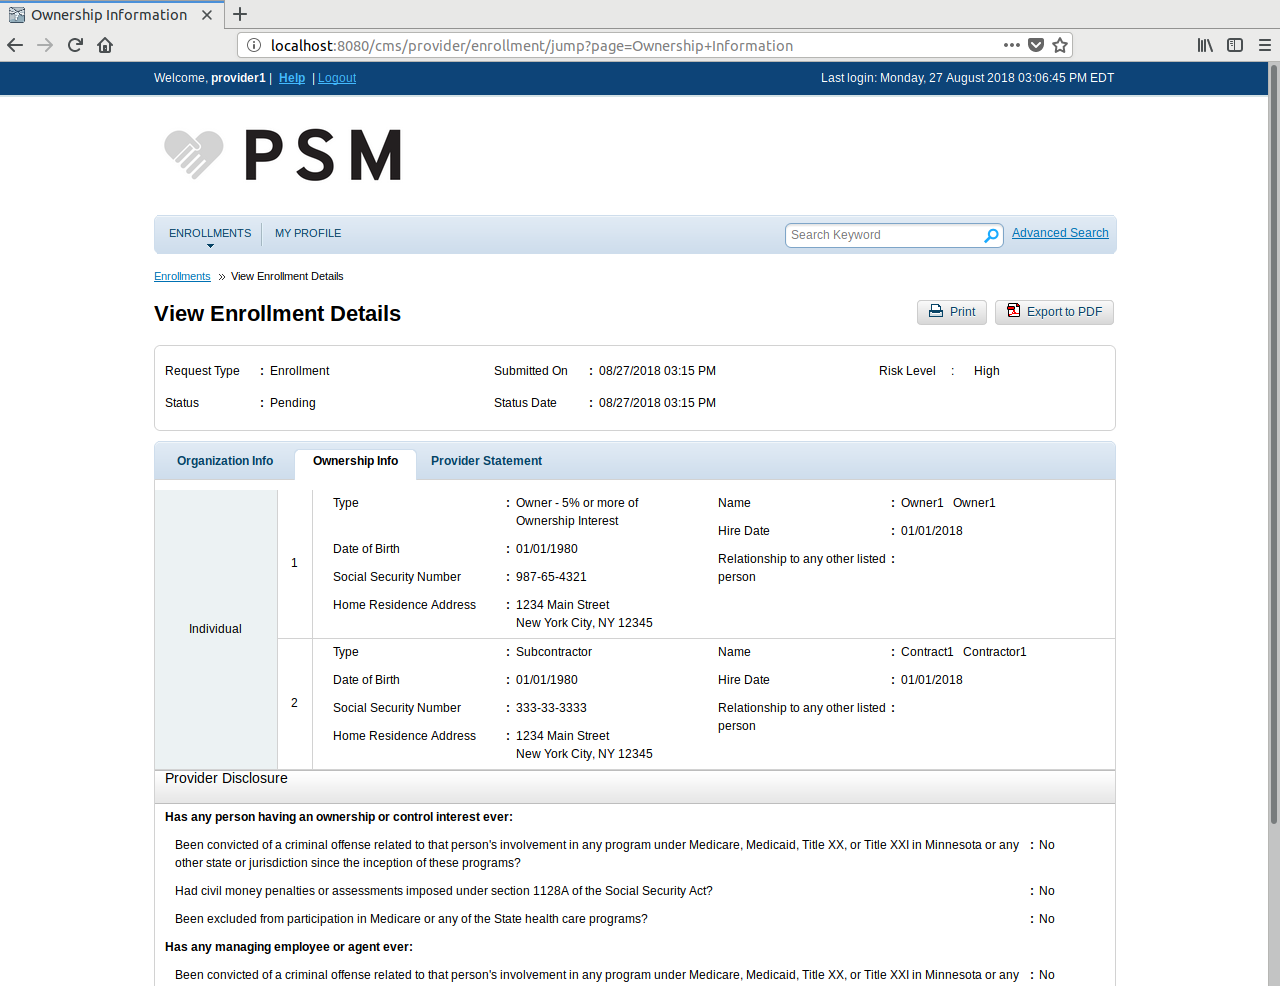 Ownership Information
localhost:8080/cms/provider/enrollment/jump?page=Ownership+Information
Welcome, provider1 | Help | Logout
Last login: Monday, 27 August 2018 03:06:45 PM EDT
PSM
ENROLLMENTS
MY PROFILE
Search Keyword
Advanced Search
Enrollments » View Enrollment Details
View Enrollment Details
Print
Export to PDF
Request Type : Enrollment
Submitted On : 08/27/2018 03:15 PM
Risk Level : High
Status : Pending
Status Date : 08/27/2018 03:15 PM
Organization Info
Ownership Info
Provider Statement
Individual
1
Type : Owner - 5% or more of
Ownership Interest
Date of Birth : 01/01/1980
Social Security Number : 987-65-4321
Home Residence Address : 1234 Main Street
New York City, NY 12345
Name : Owner1 Owner1
Hire Date : 01/01/2018
Relationship to any other listed :
person
2
Type : Subcontractor
Date of Birth : 01/01/1980
Social Security Number : 333-33-3333
Home Residence Address : 1234 Main Street
New York City, NY 12345
Name : Contract1 Contractor1
Hire Date : 01/01/2018
Relationship to any other listed :
person
Provider Disclosure
Has any person having an ownership or control interest ever:
Been convicted of a criminal offense related to that person's involvement in any program under Medicare, Medicaid, Title XX, or Title XXI in Minnesota or any : No
other state or jurisdiction since the inception of these programs?
Had civil money penalties or assessments imposed under section 1128A of the Social Security Act? : No
Been excluded from participation in Medicare or any of the State health care programs? : No
Has any managing employee or agent ever:
Been convicted of a criminal offense related to that person's involvement in any program under Medicare, Medicaid, Title XX, or Title XXI in Minnesota or any : No